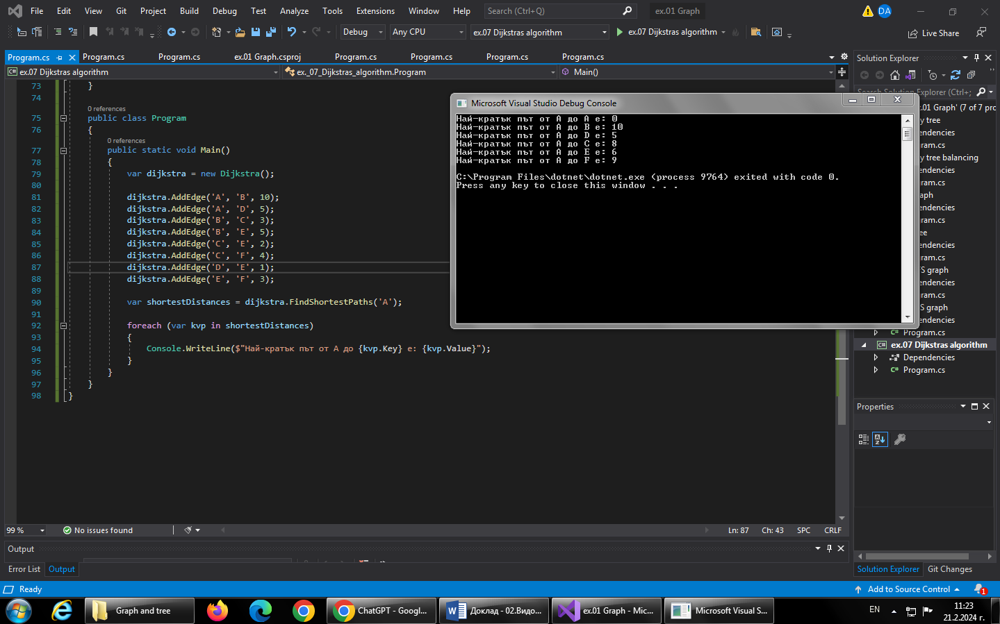 File Edit View Git Project Build Debug Test Analyze Tools Extensions Window Help Search (Ctrl+Q) ex.01 Graph DA
Debug Any CPU ex.07 Dijkstras algorithm ex.07 Dijkstras algorithm Live Share
Program.cs Program.cs Program.cs ex.01 Graph.csproj Program.cs Program.cs Program.cs Program.cs
ex.07 Dijkstras algorithm ex._07_Dijkstras_algorithm.Program Main()
73 }
74
0 references
75 public class Program
76 {
0 references
77 public static void Main()
78 {
79 var dijkstra = new Dijkstra();
80
81 dijkstra.AddEdge('A', 'B', 10);
82 dijkstra.AddEdge('A', 'D', 5);
83 dijkstra.AddEdge('B', 'C', 3);
84 dijkstra.AddEdge('B', 'E', 5);
85 dijkstra.AddEdge('C', 'E', 2);
86 dijkstra.AddEdge('C', 'F', 4);
87 dijkstra.AddEdge('D', 'E', 1);
88 dijkstra.AddEdge('E', 'F', 3);
89
90 var shortestDistances = dijkstra.FindShortestPaths('A');
91
92 foreach (var kvp in shortestDistances)
93 {
94 Console.WriteLine($"Най-кратък път от A до {kvp.Key} е: {kvp.Value}");
95 }
96 }
97 }
98 }
Microsoft Visual Studio Debug Console
Най-кратък път от A до A е: 0
Най-кратък път от A до B е: 10
Най-кратък път от A до D е: 5
Най-кратък път от A до C е: 8
Най-кратък път от A до E е: 6
Най-кратък път от A до F е: 9
C:\Program Files\dotnet\dotnet.exe (process 9764) exited with code 0.
Press any key to close this window . . .
Solution Explorer
Search Solution Explorer (Ctrl+;
.01 Graph' (7 of 7 pro
y tree
endencies
ram.cs
y tree balancing
endencies
ram.cs
aph
endencies
ram.cs
ee
endencies
ram.cs
S graph
endencies
ram.cs
S graph
endencies
Program.cs
ex.07 Dijkstras algorithm
Dependencies
Program.cs
Properties
99 % No issues found Ln: 87 Ch: 43 SPC CRLF
Output
Error List Output
Solution Explorer Git Changes
Ready Add to Source Control 1
Graph and tree ChatGPT - Googl... Доклад - 02.Видо... ex.01 Graph - Mic... Microsoft Visual S... EN 11:23
21.2.2024 г.